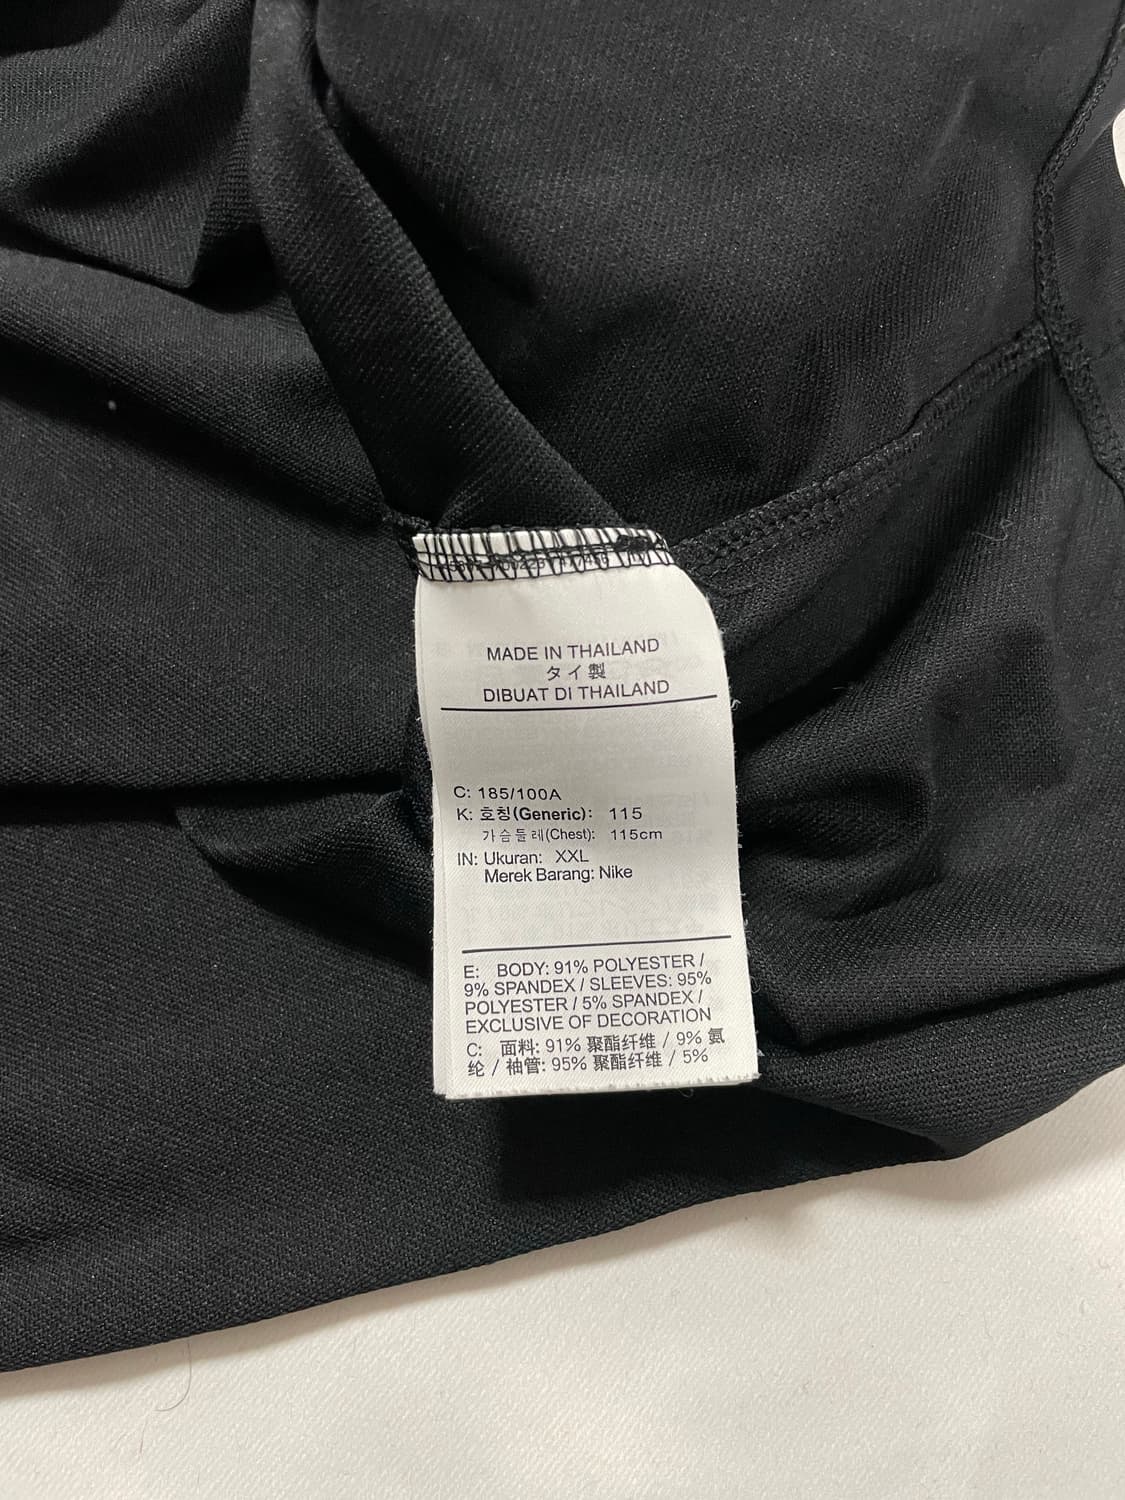 MADE IN THAILAND
タイ製
DIBUAT DI THAILAND
C: 185/100A
K: 호칭(Generic): 115
가슴둘레(Chest): 115cm
IN: Ukuran: XXL
Merek Barang: Nike
E: BODY: 91% POLYESTER /
9% SPANDEX / SLEEVES: 95%
POLYESTER / 5% SPANDEX /
EXCLUSIVE OF DECORATION
C: 面料: 91% 聚酯纤维 / 9% 氨
纶 / 袖管: 95% 聚酯纤维 / 5%